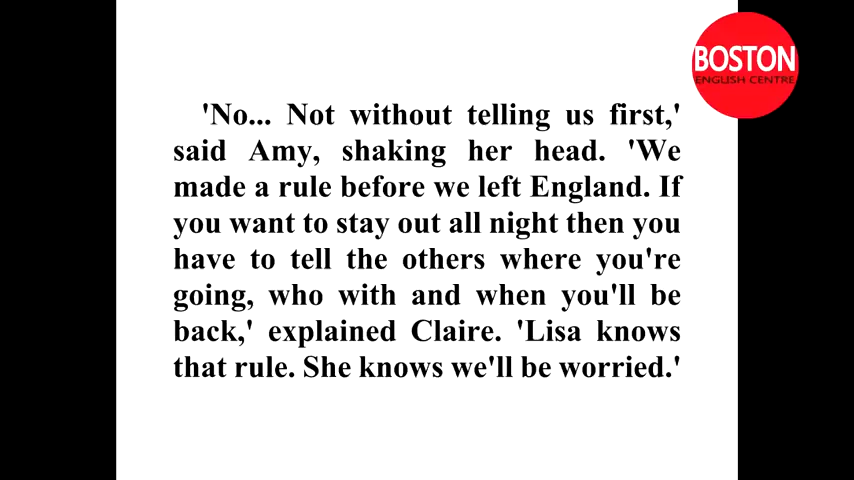 BOSTON
ENGLISH CENTRE
'No... Not without telling us first,'
said Amy, shaking her head. 'We
made a rule before we left England. If
you want to stay out all night then you
have to tell the others where you're
going, who with and when you'll be
back,' explained Claire. 'Lisa knows
that rule. She knows we'll be worried.'